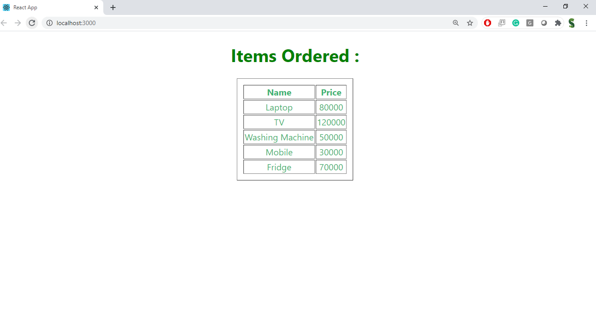 React App
localhost:3000
Items Ordered :
Name Price
Laptop 80000
TV 120000
Washing Machine 50000
Mobile 30000
Fridge 70000